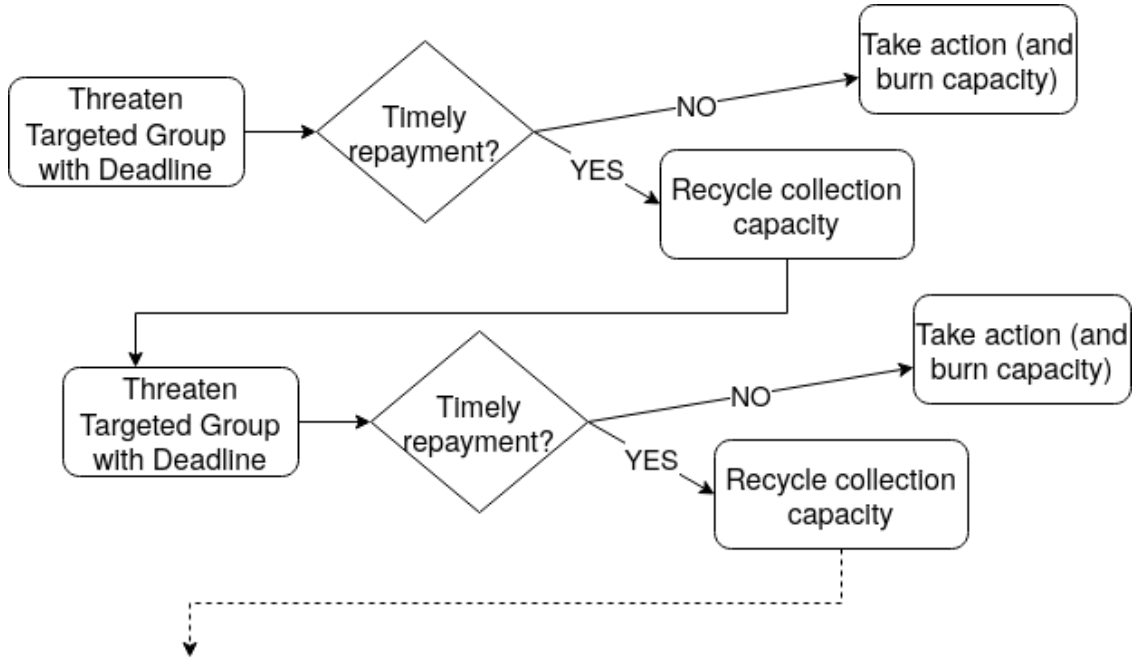 Threaten
Targeted Group
with Deadline
Timely
repayment?
NO
Take action (and
burn capacity)
YES
Recycle collection
capacity
Threaten
Targeted Group
with Deadline
Timely
repayment?
NO
Take action (and
burn capacity)
YES
Recycle collection
capacity